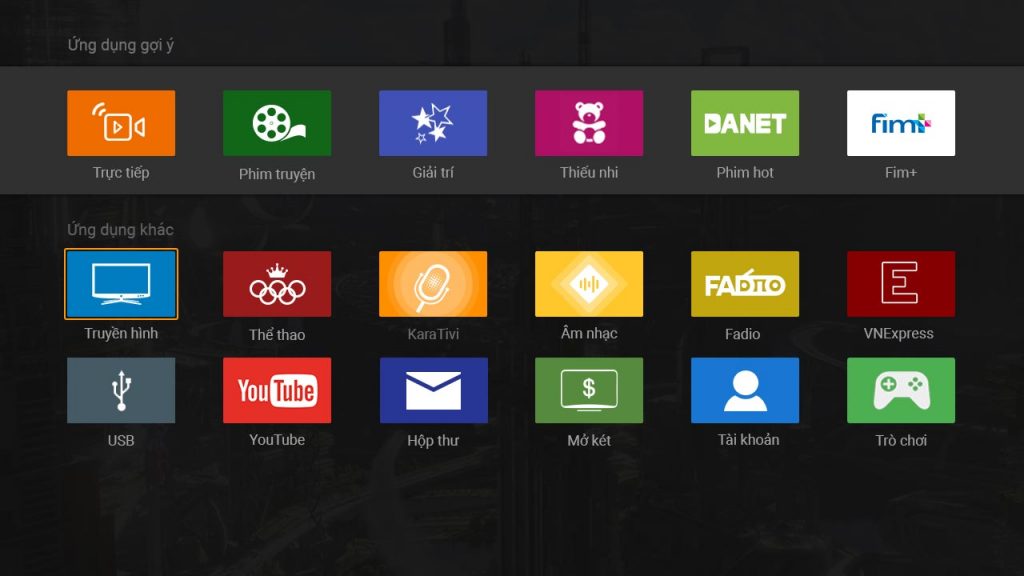 Ứng dụng gợi ý
DANET
fim+
Trực tiếp
Phim truyện
Giải trí
Thiếu nhi
Phim hot
Fim+
Ứng dụng khác
FADIO
E
Truyền hình
Thể thao
KaraTivi
Âm nhạc
Fadio
VNExpress
YouTube
$
USB
YouTube
Hộp thư
Mở két
Tài khoản
Trò chơi